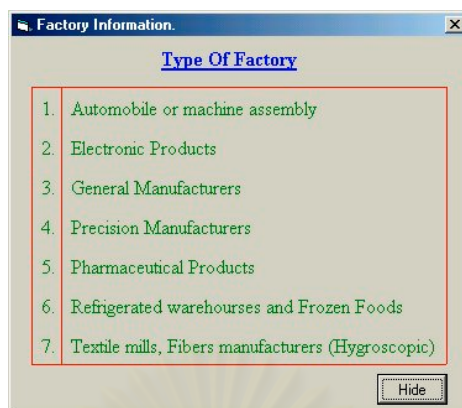 Factory Information.
Type Of Factory
1. Automobile or machine assembly
2. Electronic Products
3. General Manufacturers
4. Precision Manufacturers
5. Pharmaceutical Products
6. Refrigerated warehourses and Frozen Foods
7. Textile mills, Fibers manufacturers (Hygroscopic)
Hide